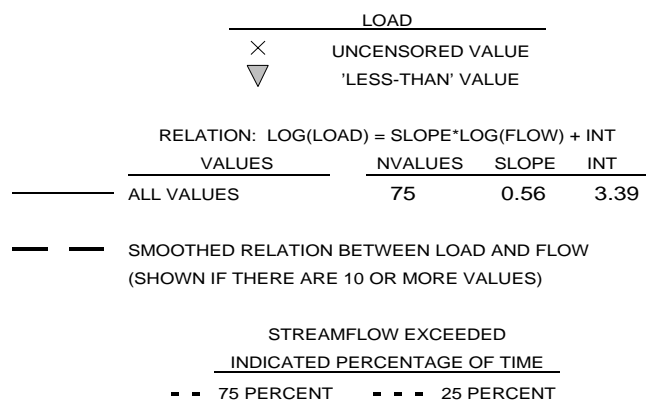 LOAD
UNCENSORED VALUE
'LESS-THAN' VALUE
RELATION: LOG(LOAD) = SLOPE*LOG(FLOW) + INT
VALUES NVALUES SLOPE INT
ALL VALUES 75 0.56 3.39
SMOOTHED RELATION BETWEEN LOAD AND FLOW
(SHOWN IF THERE ARE 10 OR MORE VALUES)
STREAMFLOW EXCEEDED
INDICATED PERCENTAGE OF TIME
75 PERCENT 25 PERCENT